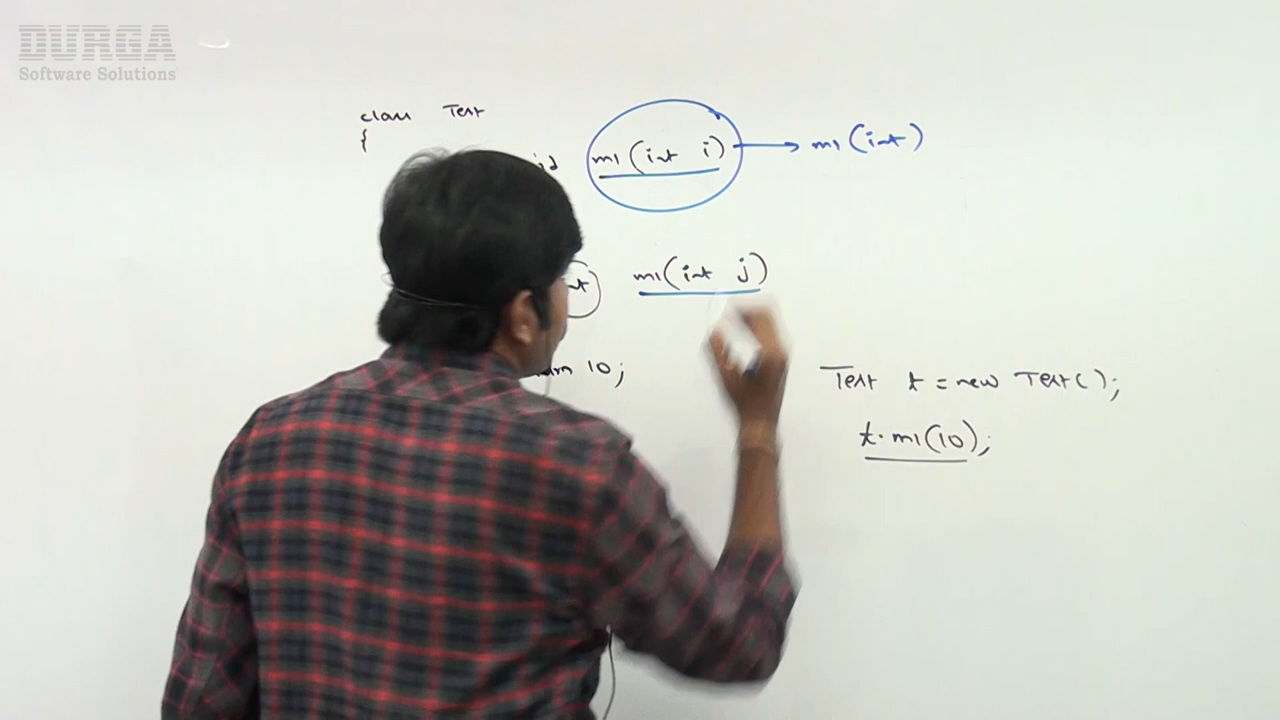 DURGA
Software Solutions
class Test
{
m1(int i) → m1(int)
m1(int j)
10;
Test t = new Test();
t.m1(10);